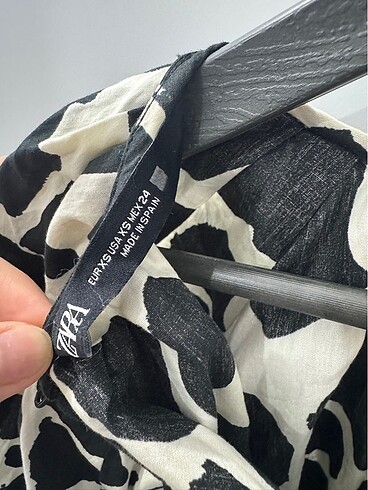 ZARA
EUR XS USA XS MEX 24
MADE IN SPAIN